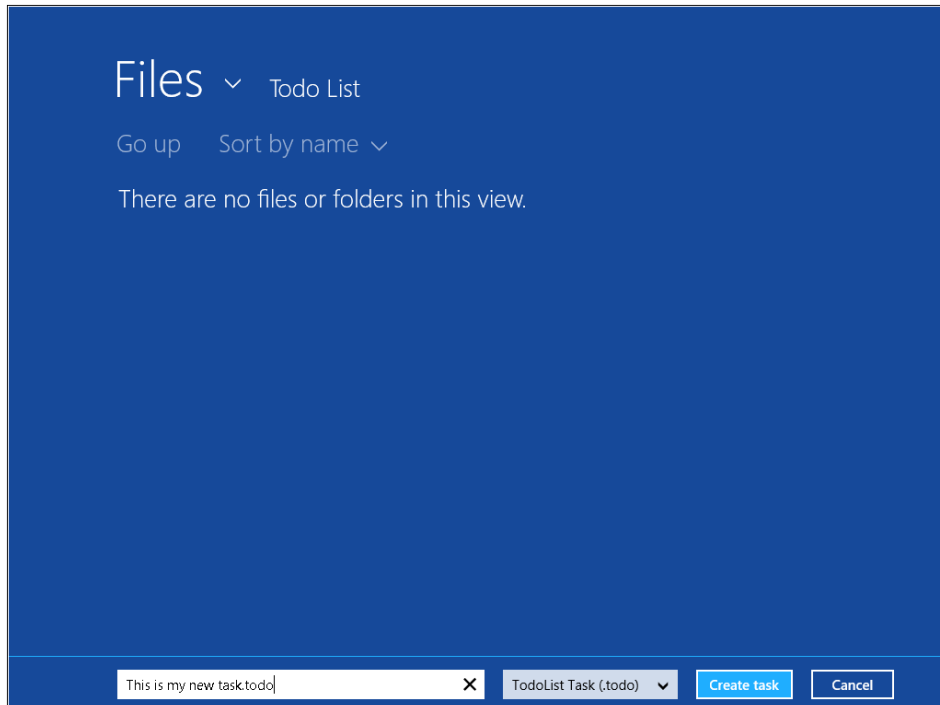 Files Todo List
Go up Sort by name
There are no files or folders in this view.
This is my new task.todo TodoList Task (.todo) Create task Cancel